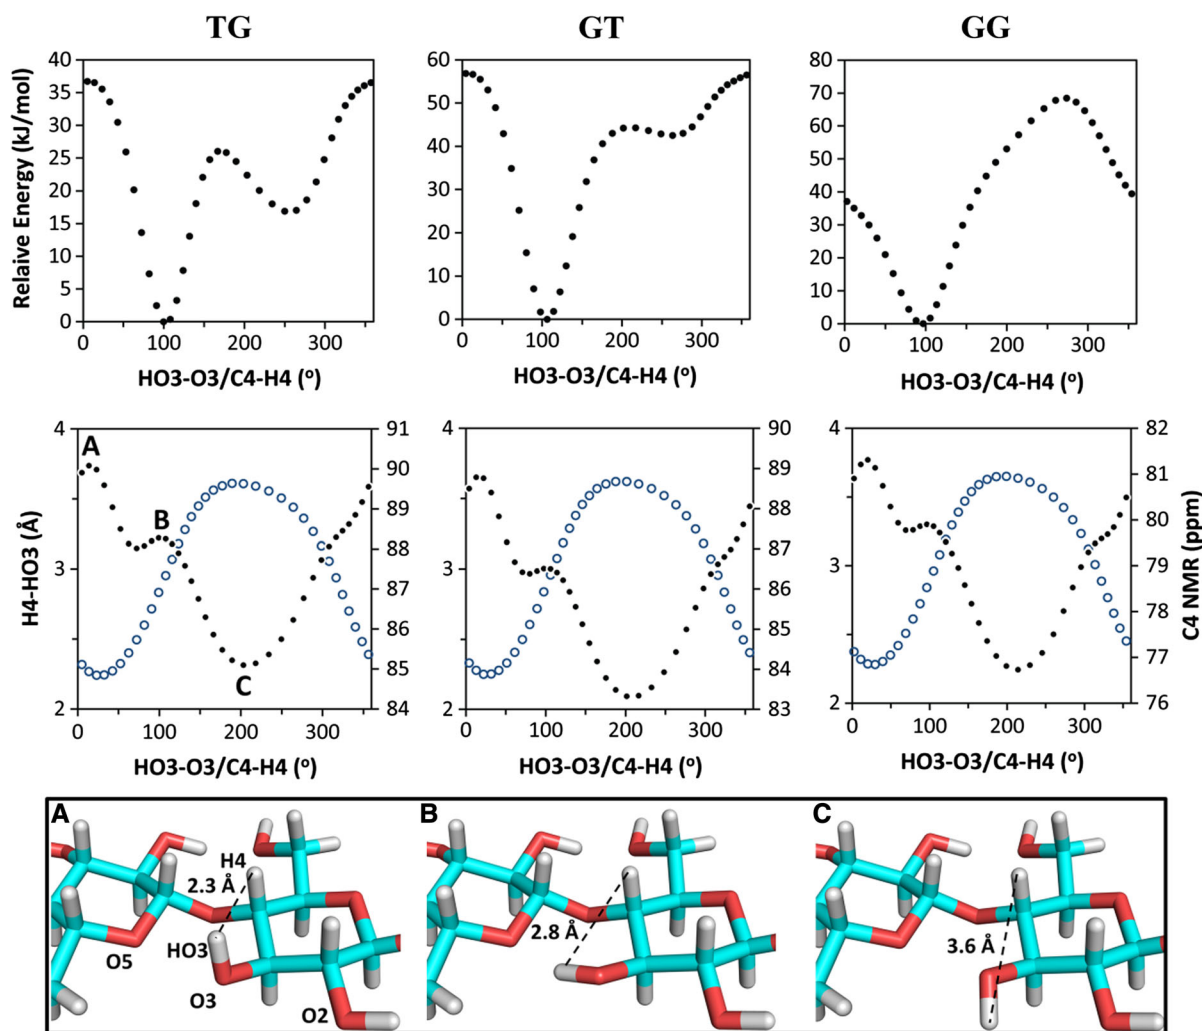 TG GT GG
Relaive Energy (kJ/mol)
40
35
30
25
20
15
10
5
0
0 100 200 300
HO3-O3/C4-H4 (º)
60
50
40
30
20
10
0
0 100 200 300
HO3-O3/C4-H4 (º)
80
70
60
50
40
30
20
10
0
0 100 200 300
HO3-O3/C4-H4 (º)
H4-HO3 (Å)
4
3
2
A
B
C
91
90
89
88
87
86
85
84
0 100 200 300
HO3-O3/C4-H4 (º)
4
3
2
90
89
88
87
86
85
84
83
0 100 200 300
HO3-O3/C4-H4 (º)
4
3
2
82
81
80
79
78
77
76
C4 NMR (ppm)
0 100 200 300
HO3-O3/C4-H4 (º)
A
H4
2.3 Å
O5
HO3
O3
O2
B
2.8 Å
C
3.6 Å